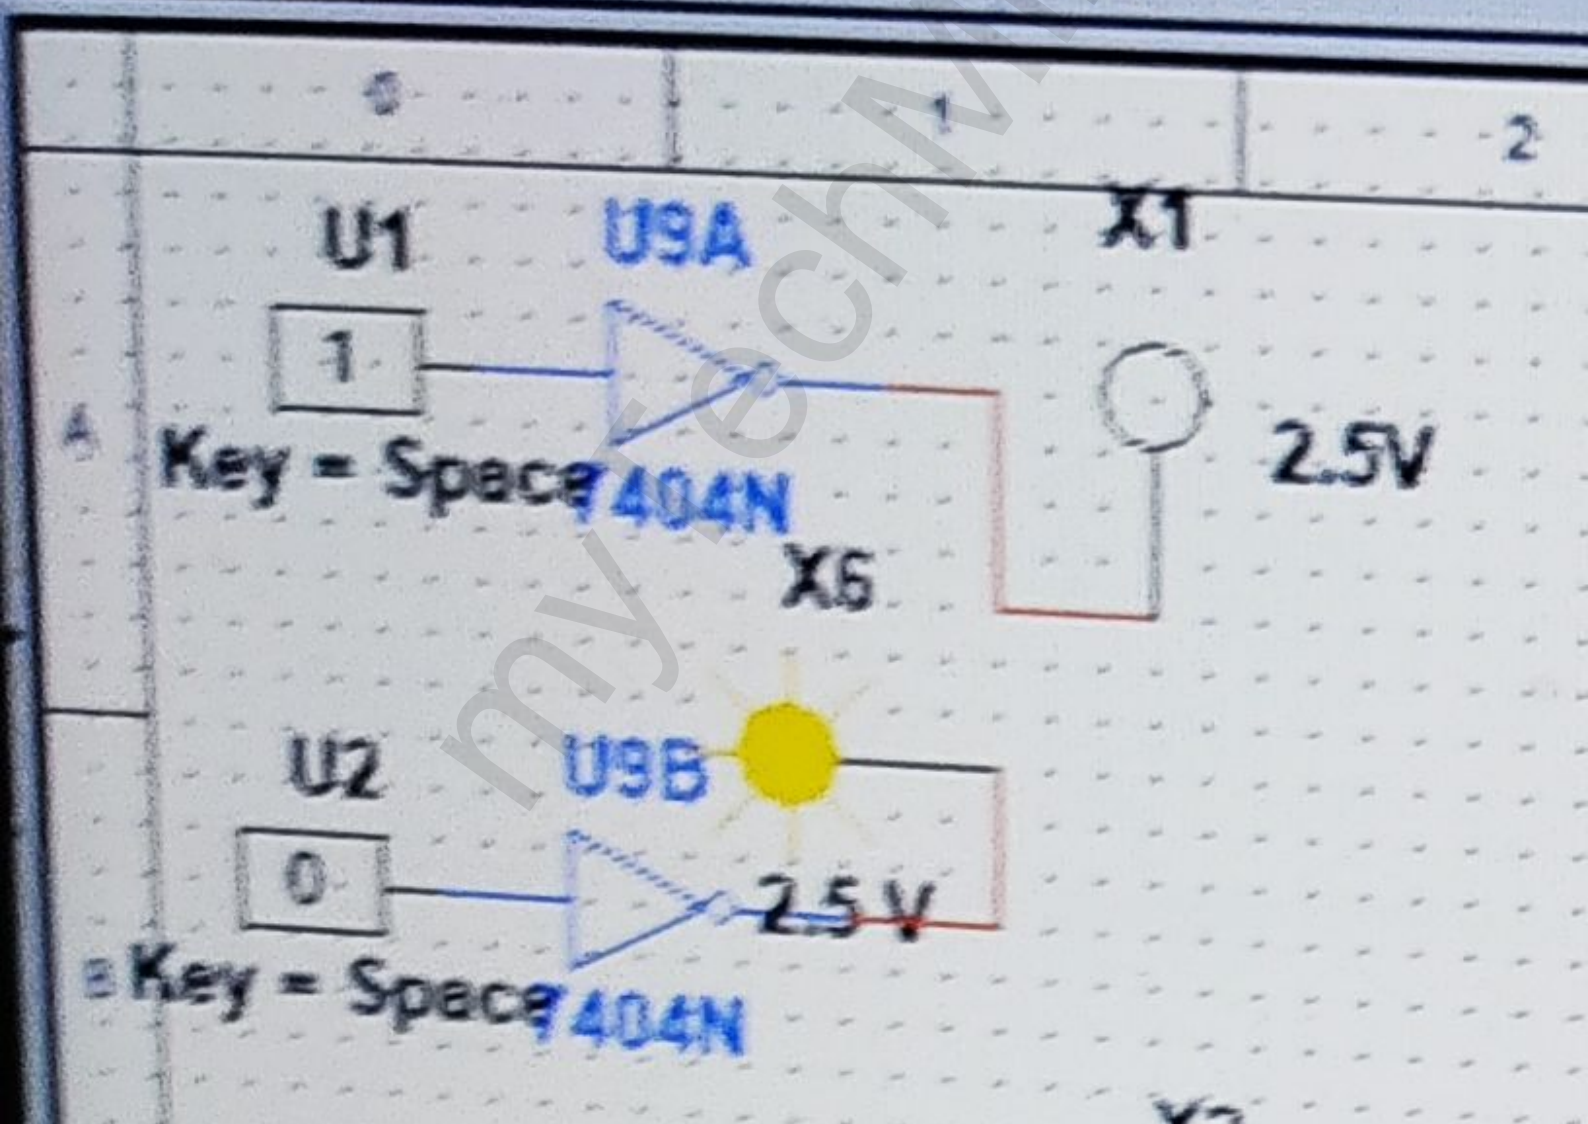 0 1 2
U1 U9A X1
1
A
2.5V
Key = Space 7404N
X6
U2 U9B
0
2.5 V
B Key = Space 7404N